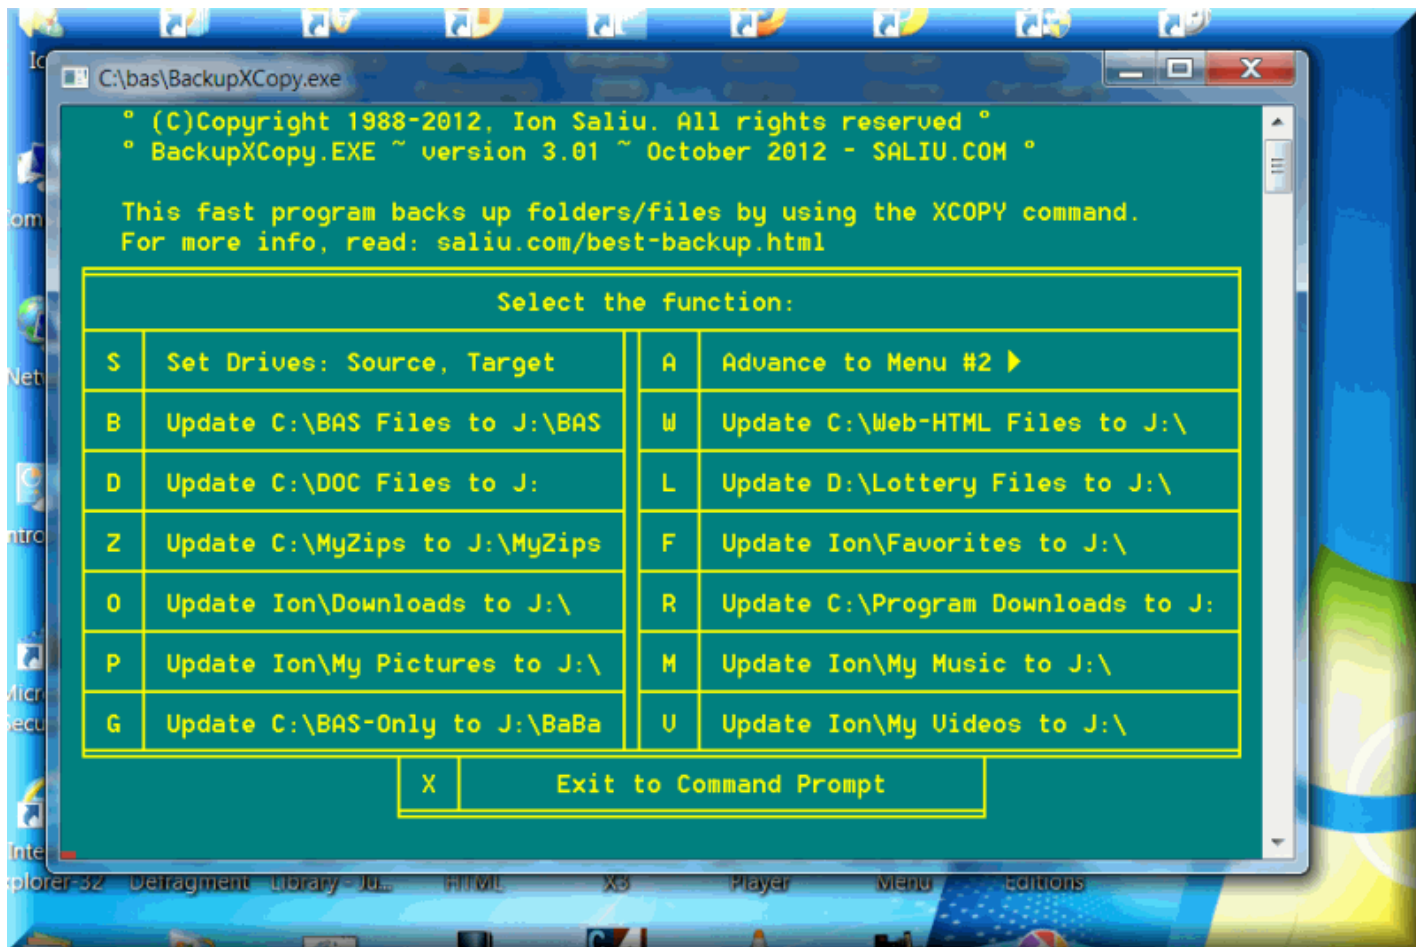 C:\bas\BackupXCopy.exe
° (C)Copyright 1988-2012, Ion Saliu. All rights reserved °
° BackupXCopy.EXE ~ version 3.01 ~ October 2012 - SALIU.COM °
This fast program backs up folders/files by using the XCOPY command.
For more info, read: saliu.com/best-backup.html
Select the function:
S Set Drives: Source, Target A Advance to Menu #2 ►
B Update C:\BAS Files to J:\BAS W Update C:\Web-HTML Files to J:\
D Update C:\DOC Files to J: L Update D:\Lottery Files to J:\
Z Update C:\MyZips to J:\MyZips F Update Ion\Favorites to J:\
O Update Ion\Downloads to J:\ R Update C:\Program Downloads to J:
P Update Ion\My Pictures to J:\ M Update Ion\My Music to J:\
G Update C:\BAS-Only to J:\BaBa V Update Ion\My Videos to J:\
X Exit to Command Prompt
plorer-32 Defragment Library - Ju... HTML X3 Player Menu Editions